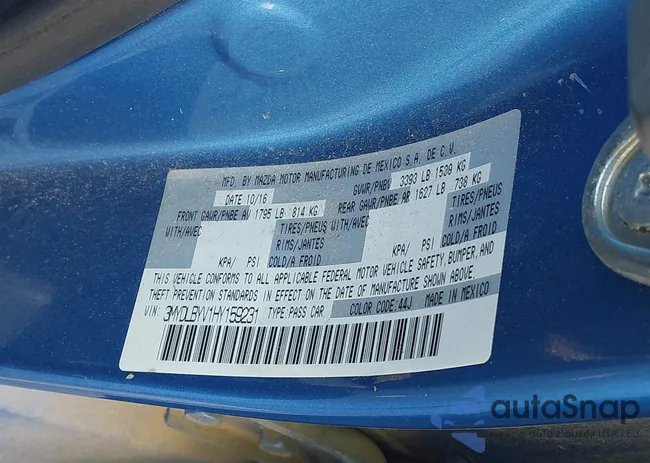 MFD. BY MAZDA MOTOR MANUFACTURING DE MEXICO S.A. DE C.V.
DATE 10/16 GVWR/PNBV 3393 LB 1539 KG
FRONT GAWR/PNBE AV 1795 LB 814 KG REAR GAWR/PNBE AR 1627 LB 738 KG
WITH/AVEC TIRES/PNEUS WITH/AVEC TIRES/PNEUS
RIMS/JANTES RIMS/JANTES
KPA/ PSI COLD/A FROID KPA/ PSI COLD/A FROID
THIS VEHICLE CONFORMS TO ALL APPLICABLE FEDERAL MOTOR VEHICLE SAFETY, BUMPER, AND
THEFT PREVENTION STANDARDS IN EFFECT ON THE DATE OF MANUFACTURE SHOWN ABOVE.
VIN: 3MYDLBYV1HY159231 TYPE:PASS CAR. COLOR CODE:44J MADE IN MEXICO
autaSnap